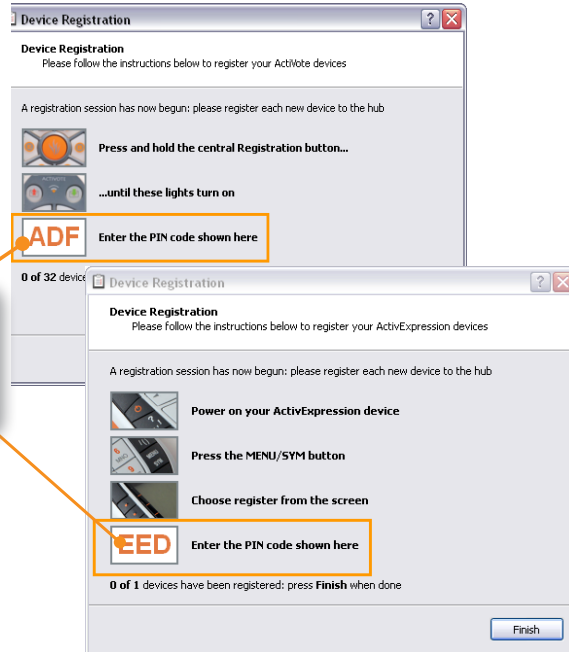 Device Registration
Device Registration
Please follow the instructions below to register your ActiVote devices
A registration session has now begun: please register each new device to the hub
Press and hold the central Registration button...
...until these lights turn on
ADF
Enter the PIN code shown here
0 of 32 device
Device Registration
Device Registration
Please follow the instructions below to register your ActivExpression devices
A registration session has now begun: please register each new device to the hub
Power on your ActivExpression device
Press the MENU/SYM button
Choose register from the screen
EED
Enter the PIN code shown here
0 of 1 devices have been registered: press Finish when done
Finish